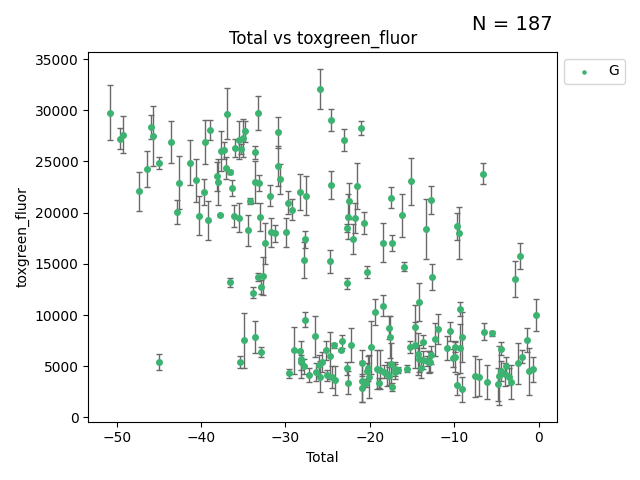 N = 187
Total vs toxgreen_fluor
G
toxgreen_fluor
35000
30000
25000
20000
15000
10000
5000
0
−50 −40 −30 −20 −10 0
Total